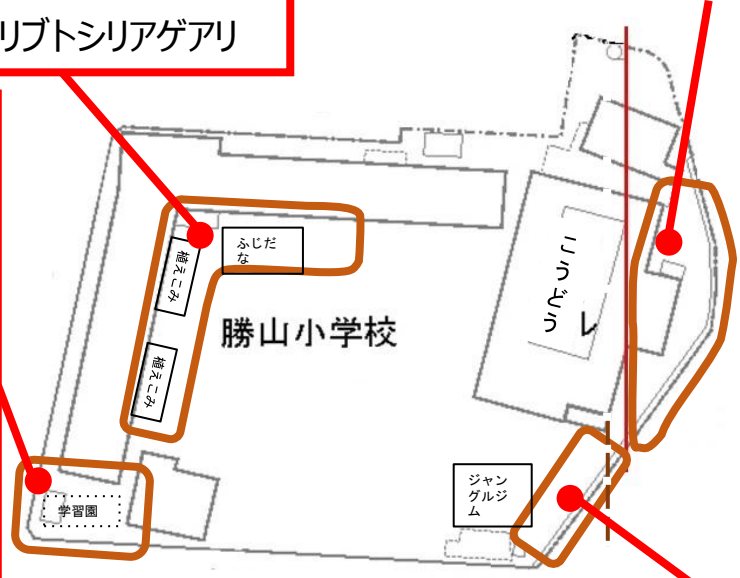 リブトシリアゲアリ
ふじだ
な
植えこみ
こうどう
勝山小学校
植えこみ
ジャン
グルジ
ム
学習園